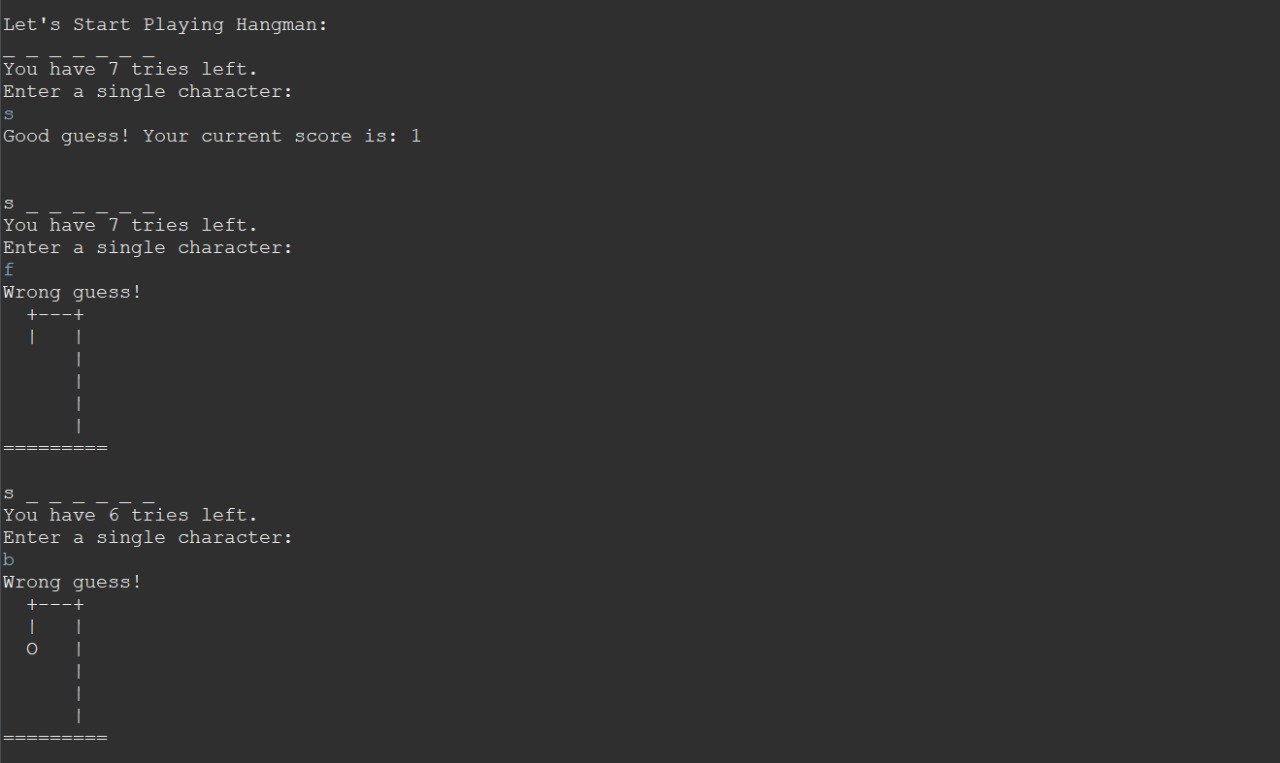 Let's Start Playing Hangman:
_ _ _ _ _ _ _
You have 7 tries left.
Enter a single character:
s
Good guess! Your current score is: 1
s _ _ _ _ _ _
You have 7 tries left.
Enter a single character:
f
Wrong guess!
  +---+
  |   |
      |
      |
      |
      |
=========
s _ _ _ _ _ _
You have 6 tries left.
Enter a single character:
b
Wrong guess!
  +---+
  |   |
  O   |
      |
      |
      |
=========